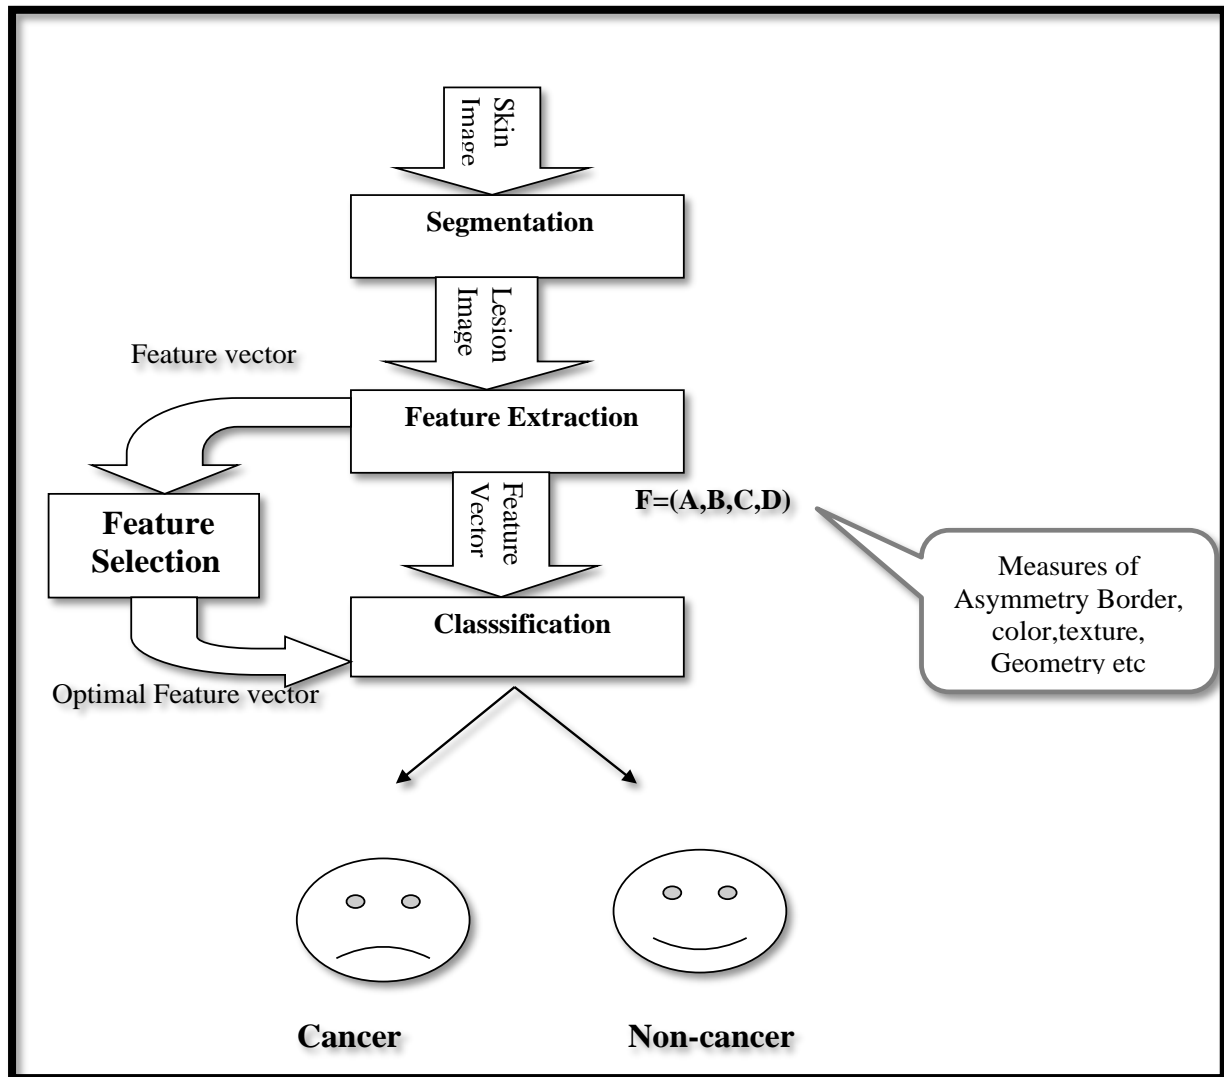 Skin
Image
Segmentation
Lesion
Image
Feature vector
Feature Extraction
Feature
Selection
Feature
Vector
F=(A,B,C,D)
Measures of
Asymmetry Border,
color,texture,
Geometry etc
Classsification
Optimal Feature vector
Cancer
Non-cancer